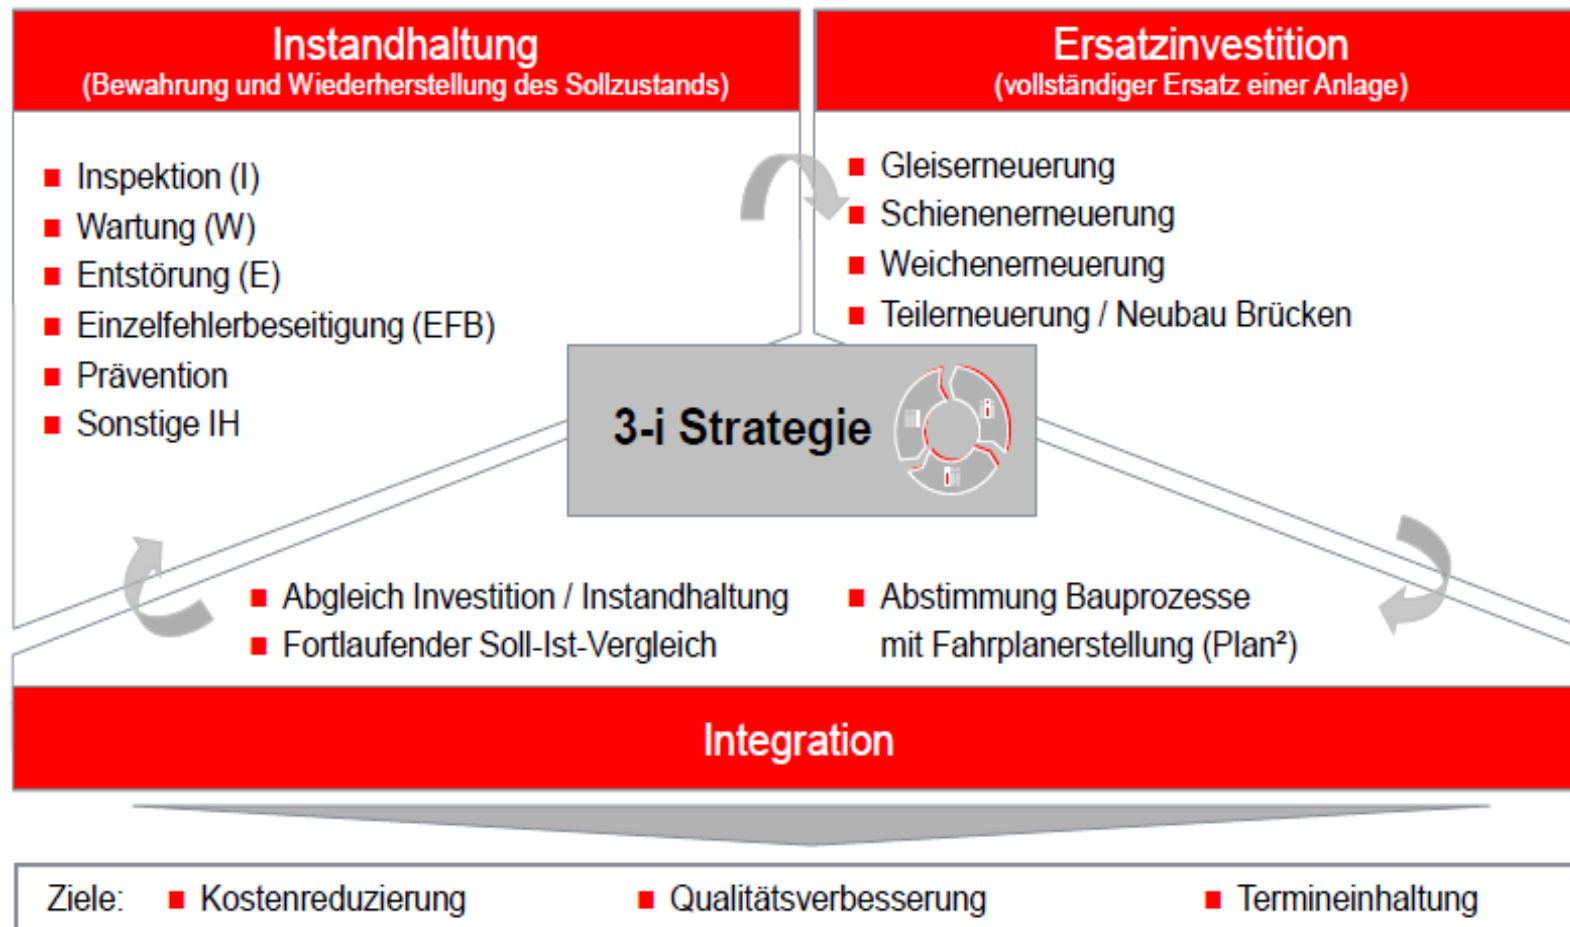 Instandhaltung
(Bewahrung und Wiederherstellung des Sollzustands)
Ersatzinvestition
(vollständiger Ersatz einer Anlage)
■ Inspektion (I)
■ Wartung (W)
■ Entstörung (E)
■ Einzelfehlerbeseitigung (EFB)
■ Prävention
■ Sonstige IH
■ Gleiserneuerung
■ Schienenerneuerung
■ Weichenerneuerung
■ Teilerneuerung / Neubau Brücken
3-i Strategie
iii
i
iii
■ Abgleich Investition / Instandhaltung
■ Fortlaufender Soll-Ist-Vergleich
■ Abstimmung Bauprozesse
mit Fahrplanerstellung (Plan²)
Integration
Ziele: ■ Kostenreduzierung ■ Qualitätsverbesserung ■ Termineinhaltung